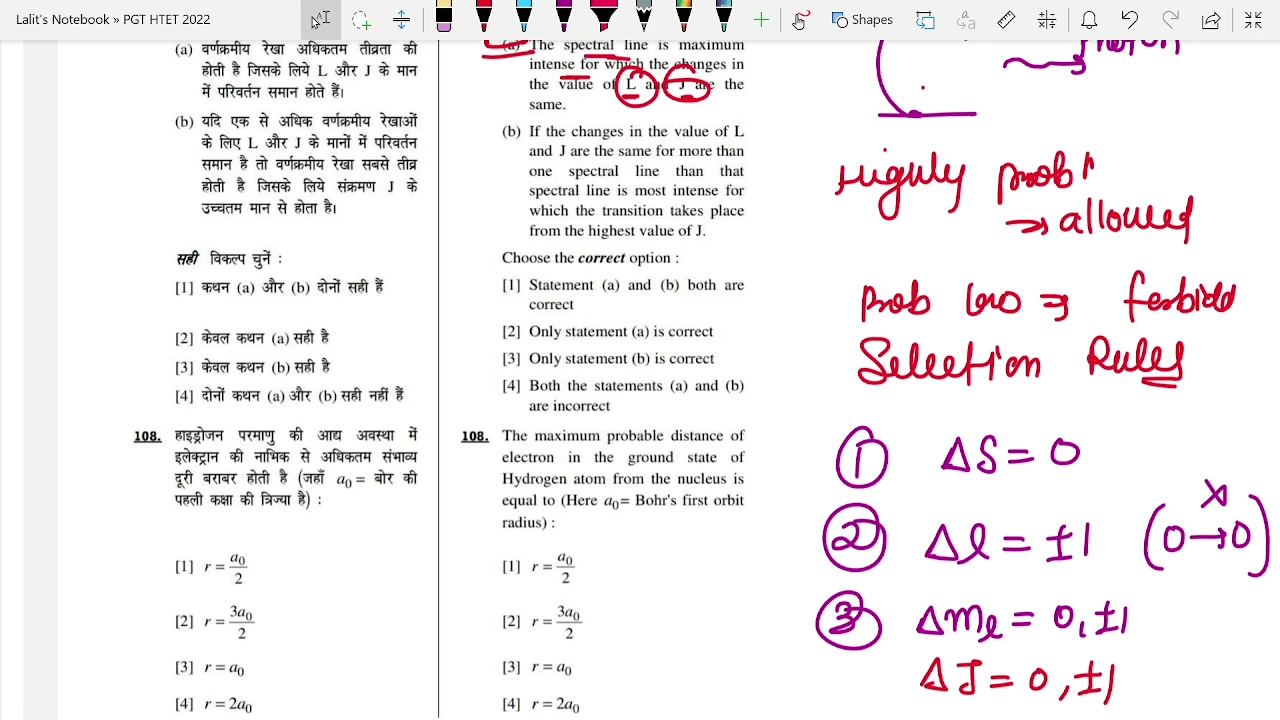 Lalit's Notebook » PGT HTET 2022
Shapes
(a) वर्णक्रमीय रेखा अधिकतम तीव्रता की
होती है जिसके लिये L और J के मान
में परिवर्तन समान होते हैं।
(b) यदि एक से अधिक वर्णक्रमीय रेखाओं
के लिए L और J के मानों में परिवर्तन
समान है तो वर्णक्रमीय रेखा सबसे तीव्र
होती है जिसके लिये संक्रमण J के
उच्चतम मान से होता है।
सही विकल्प चुनें :
[1] कथन (a) और (b) दोनों सही हैं
[2] केवल कथन (a) सही है
[3] केवल कथन (b) सही है
[4] दोनों कथन (a) और (b) सही नहीं हैं
108. हाइड्रोजन परमाणु की आद्य अवस्था में
इलेक्ट्रान की नाभिक से अधिकतम संभाव्य
दूरी बराबर होती है (जहाँ a₀ = बोर की
पहली कक्षा की त्रिज्या है) :
[1] r = a₀/2
[2] r = 3a₀/2
[3] r = a₀
[4] r = 2a₀
(a) The spectral line is maximum
intense for which the changes in
the value of L and J are the
same.
(b) If the changes in the value of L
and J are the same for more than
one spectral line than that
spectral line is most intense for
which the transition takes place
from the highest value of J.
Choose the correct option :
[1] Statement (a) and (b) both are
correct
[2] Only statement (a) is correct
[3] Only statement (b) is correct
[4] Both the statements (a) and (b)
are incorrect
108. The maximum probable distance of
electron in the ground state of
Hydrogen atom from the nucleus is
equal to (Here a₀= Bohr's first orbit
radius) :
[1] r = a₀/2
[2] r = 3a₀/2
[3] r = a₀
[4] r = 2a₀
Highly prob
→ allowed
Prob low ⇒
Selection Rules
① ΔS = 0
② Δl = ±1 (0→0)
③ Δmₗ = 0, ±1
ΔJ = 0, ±1